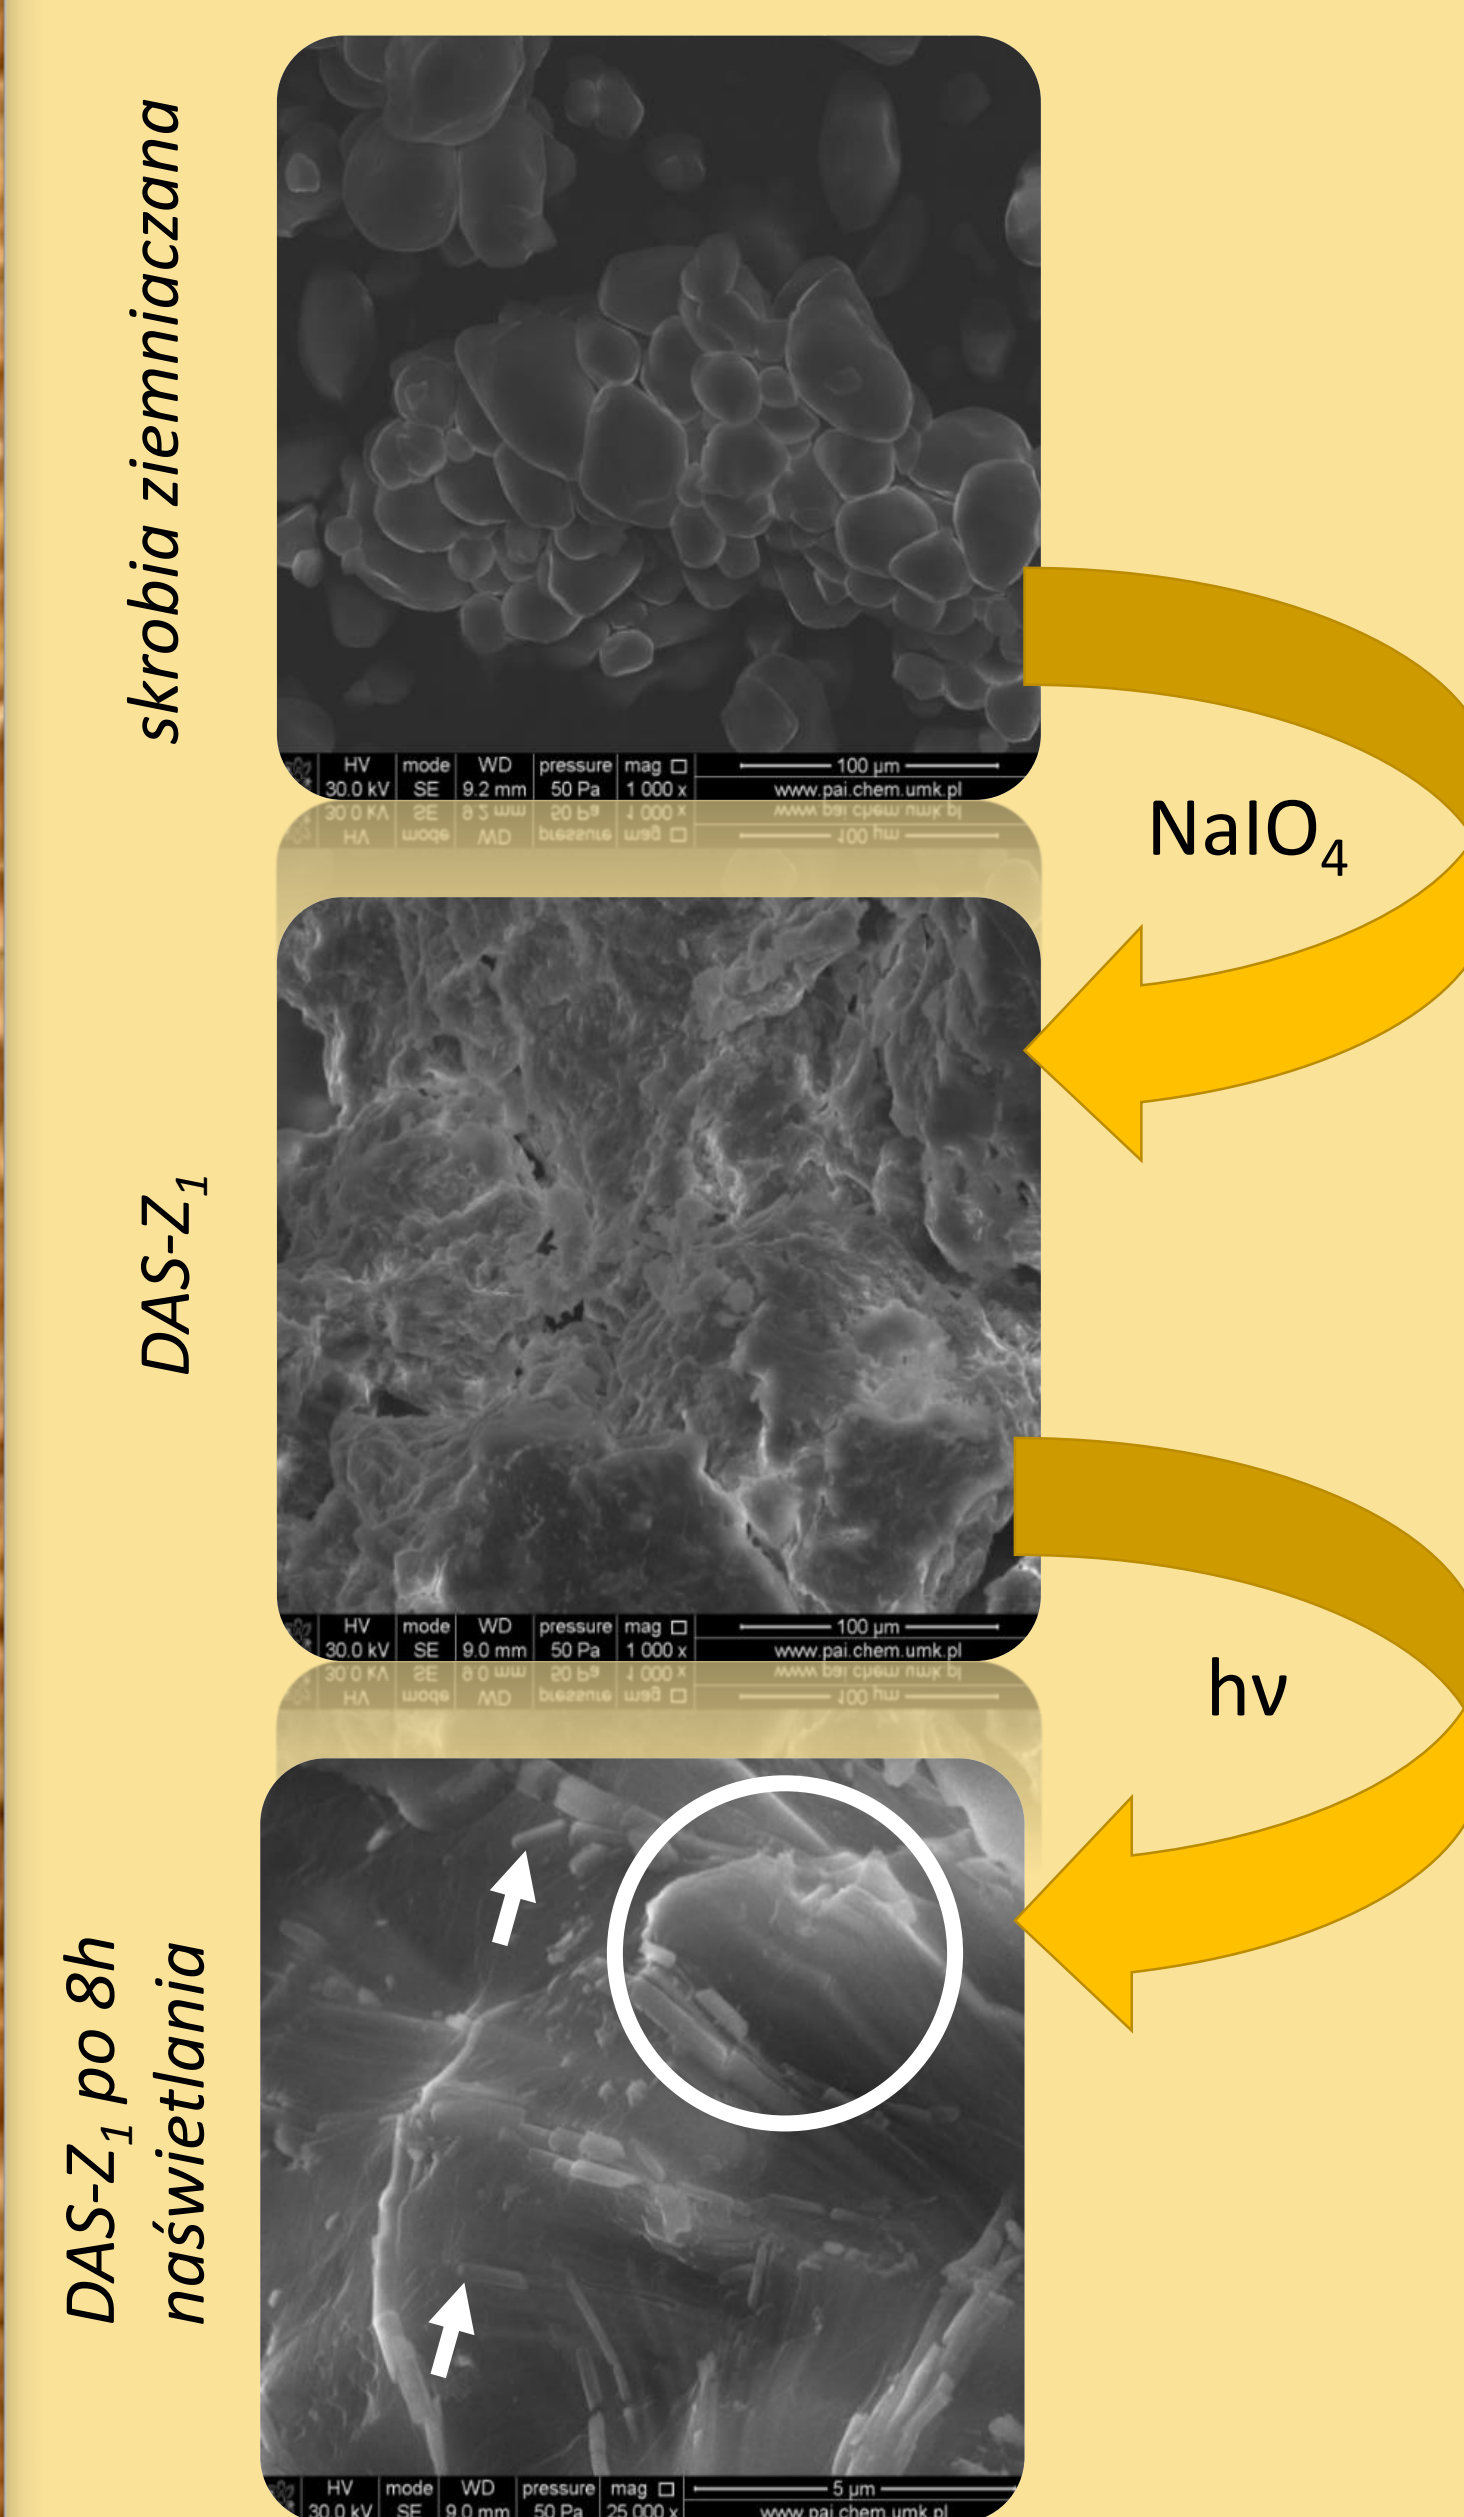 skrobia ziemniaczana
HV mode WD pressure mag 100 µm
30.0 kV SE 9.2 mm 50 Pa 1 000 x www.pai.chem.umk.pl
NaIO₄
DAS-Z₁
HV mode WD pressure mag 100 µm
30.0 kV SE 9.0 mm 50 Pa 1 000 x www.pai.chem.umk.pl
hν
DAS-Z₁ po 8h
naświetlania
HV mode WD pressure mag 5 µm
30.0 kV SE 9.0 mm 50 Pa 25 000 x www.pai.chem.umk.pl